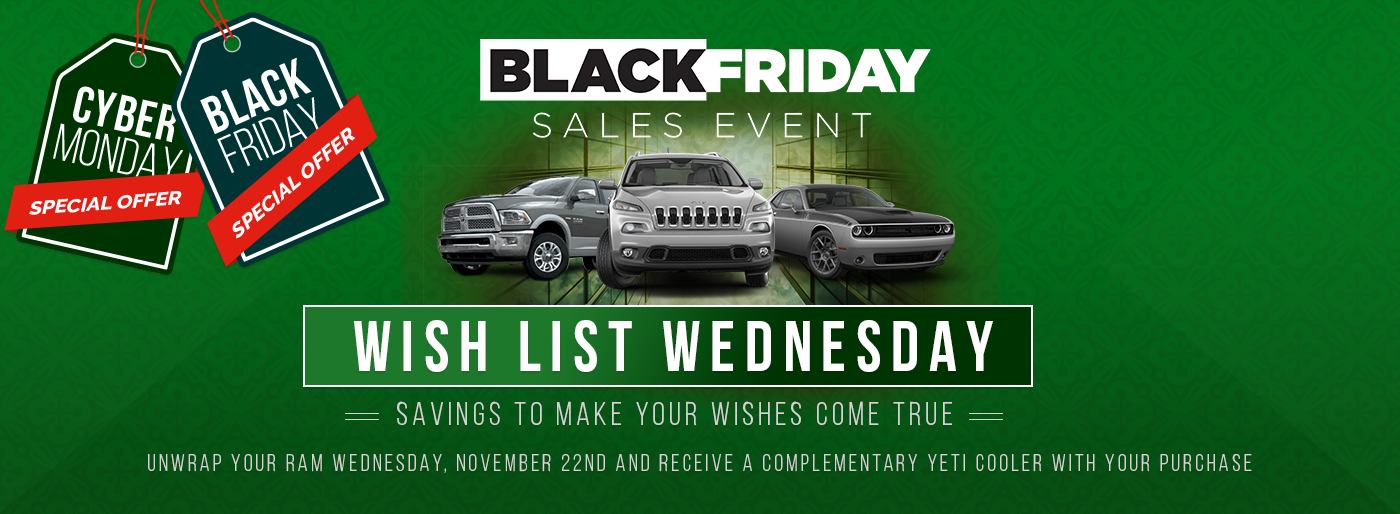 CYBER
MONDAY
SPECIAL OFFER
BLACK
FRIDAY
SPECIAL OFFER
BLACKFRIDAY
SALES EVENT
WISH LIST WEDNESDAY
SAVINGS TO MAKE YOUR WISHES COME TRUE
UNWRAP YOUR RAM WEDNESDAY, NOVEMBER 22ND AND RECEIVE A COMPLEMENTARY YETI COOLER WITH YOUR PURCHASE